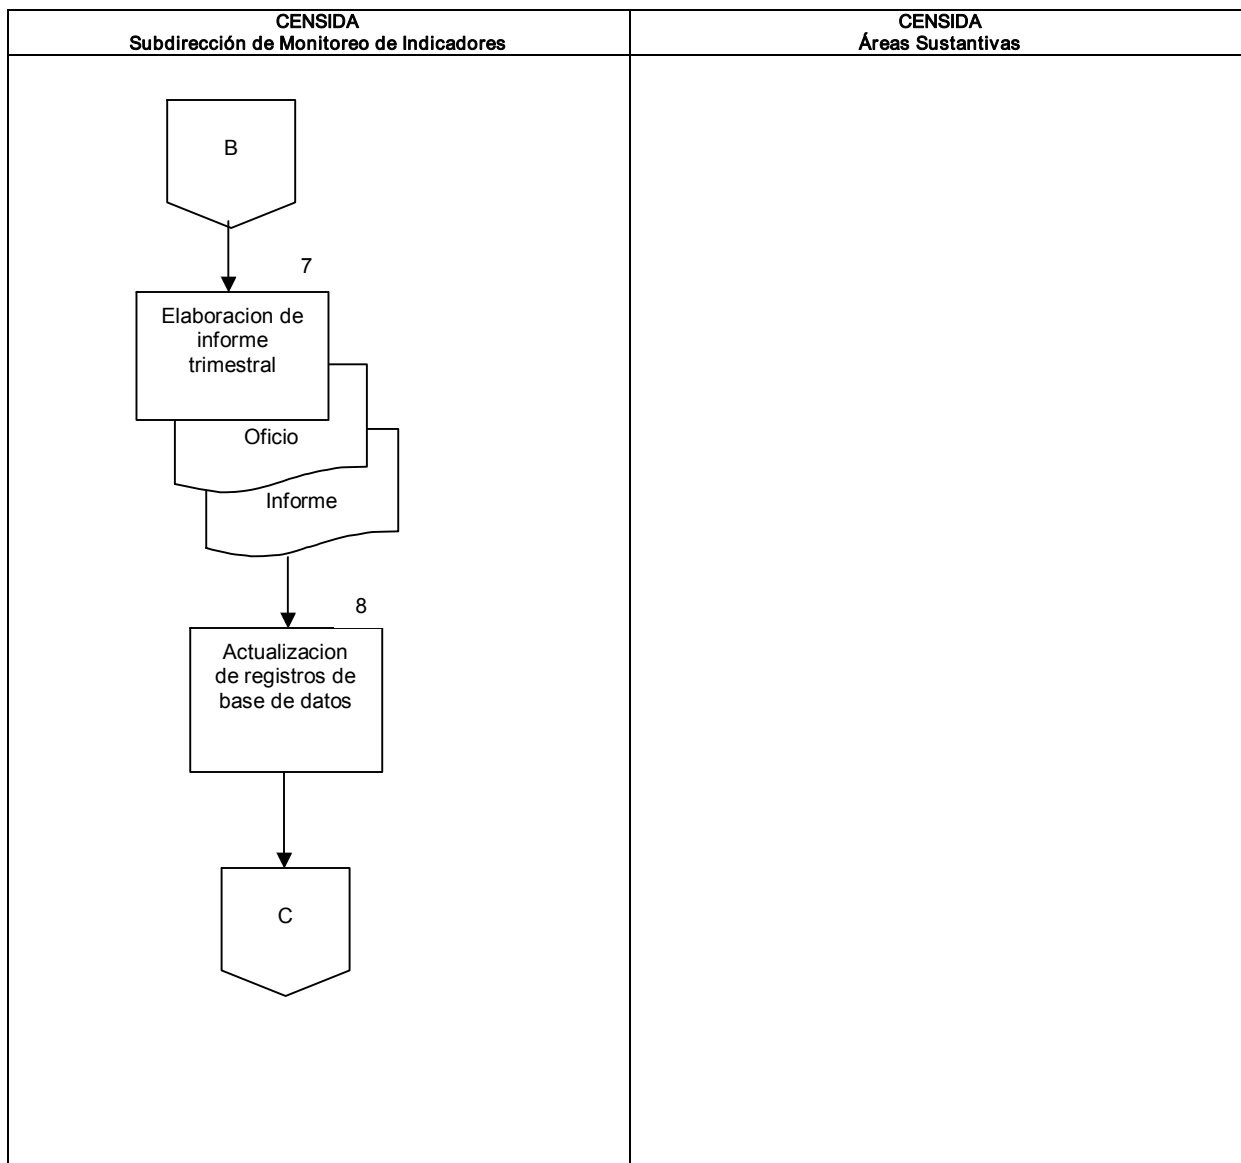 CENSIDA
Subdirección de Monitoreo de Indicadores
CENSIDA
Áreas Sustantivas
B
7
Elaboracion de
informe
trimestral
Oficio
Informe
8
Actualizacion
de registros de
base de datos
C